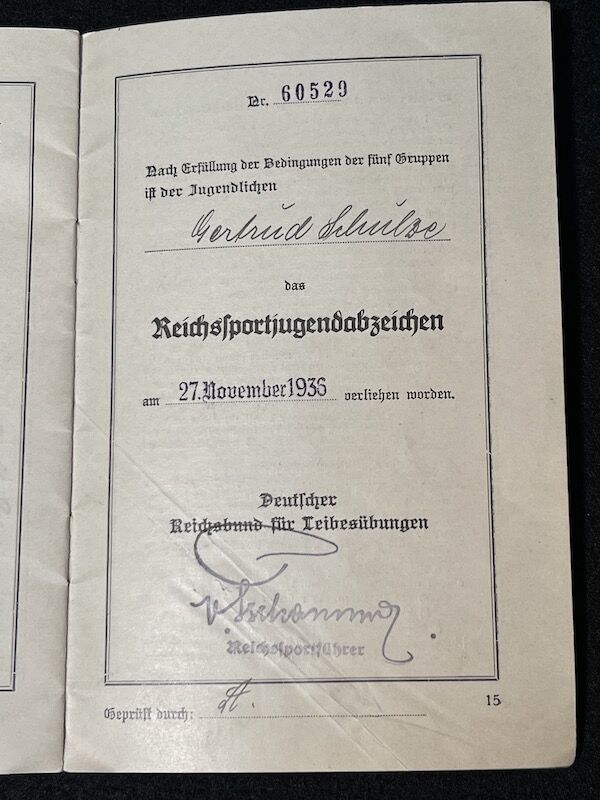 Nr. 60529
Nach Erfüllung der Bedingungen der fünf Gruppen
ist der Jugendlichen
Gertrud Schulze
das
Reichssportjugendabzeichen
am 27. November 1936 verliehen worden.
Deutscher
Reichsbund für Leibesübungen
v. Tschammer
Reichssportführer
Geprüft durch:
15